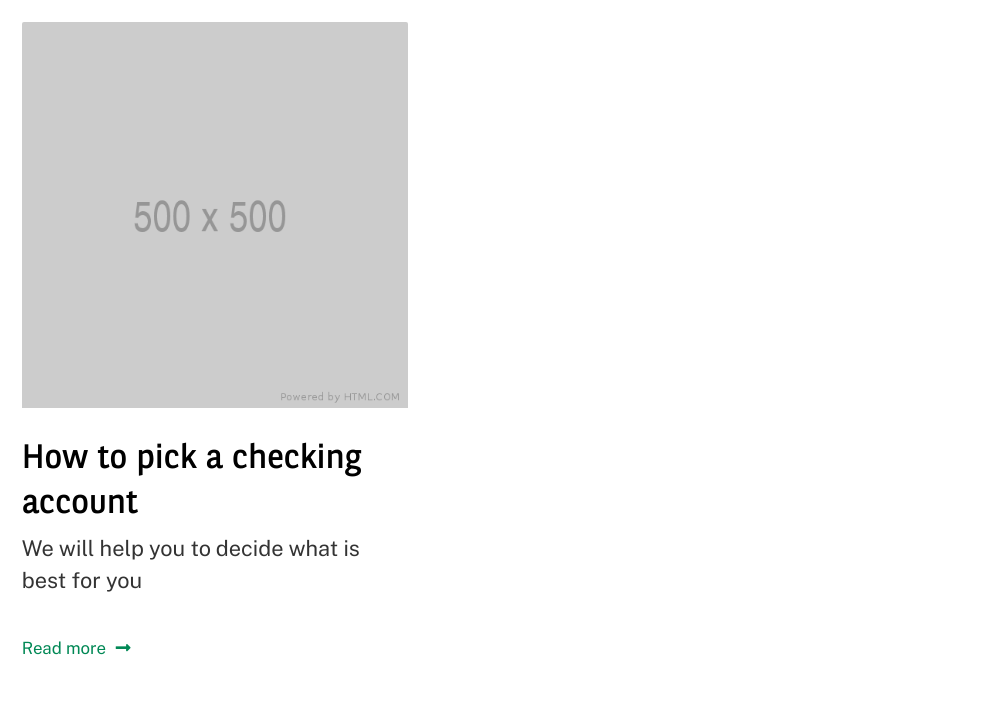 500 x 500
Powered by HTML.COM
How to pick a checking
account
We will help you to decide what is
best for you
Read more